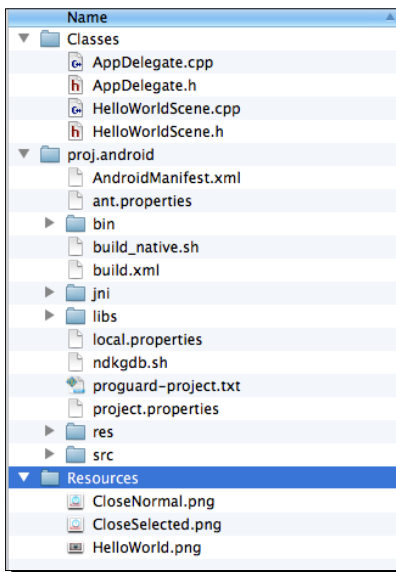 Name
Classes
AppDelegate.cpp
AppDelegate.h
HelloWorldScene.cpp
HelloWorldScene.h
proj.android
AndroidManifest.xml
ant.properties
bin
build_native.sh
build.xml
jni
libs
local.properties
ndkgdb.sh
proguard-project.txt
project.properties
res
src
Resources
CloseNormal.png
CloseSelected.png
HelloWorld.png